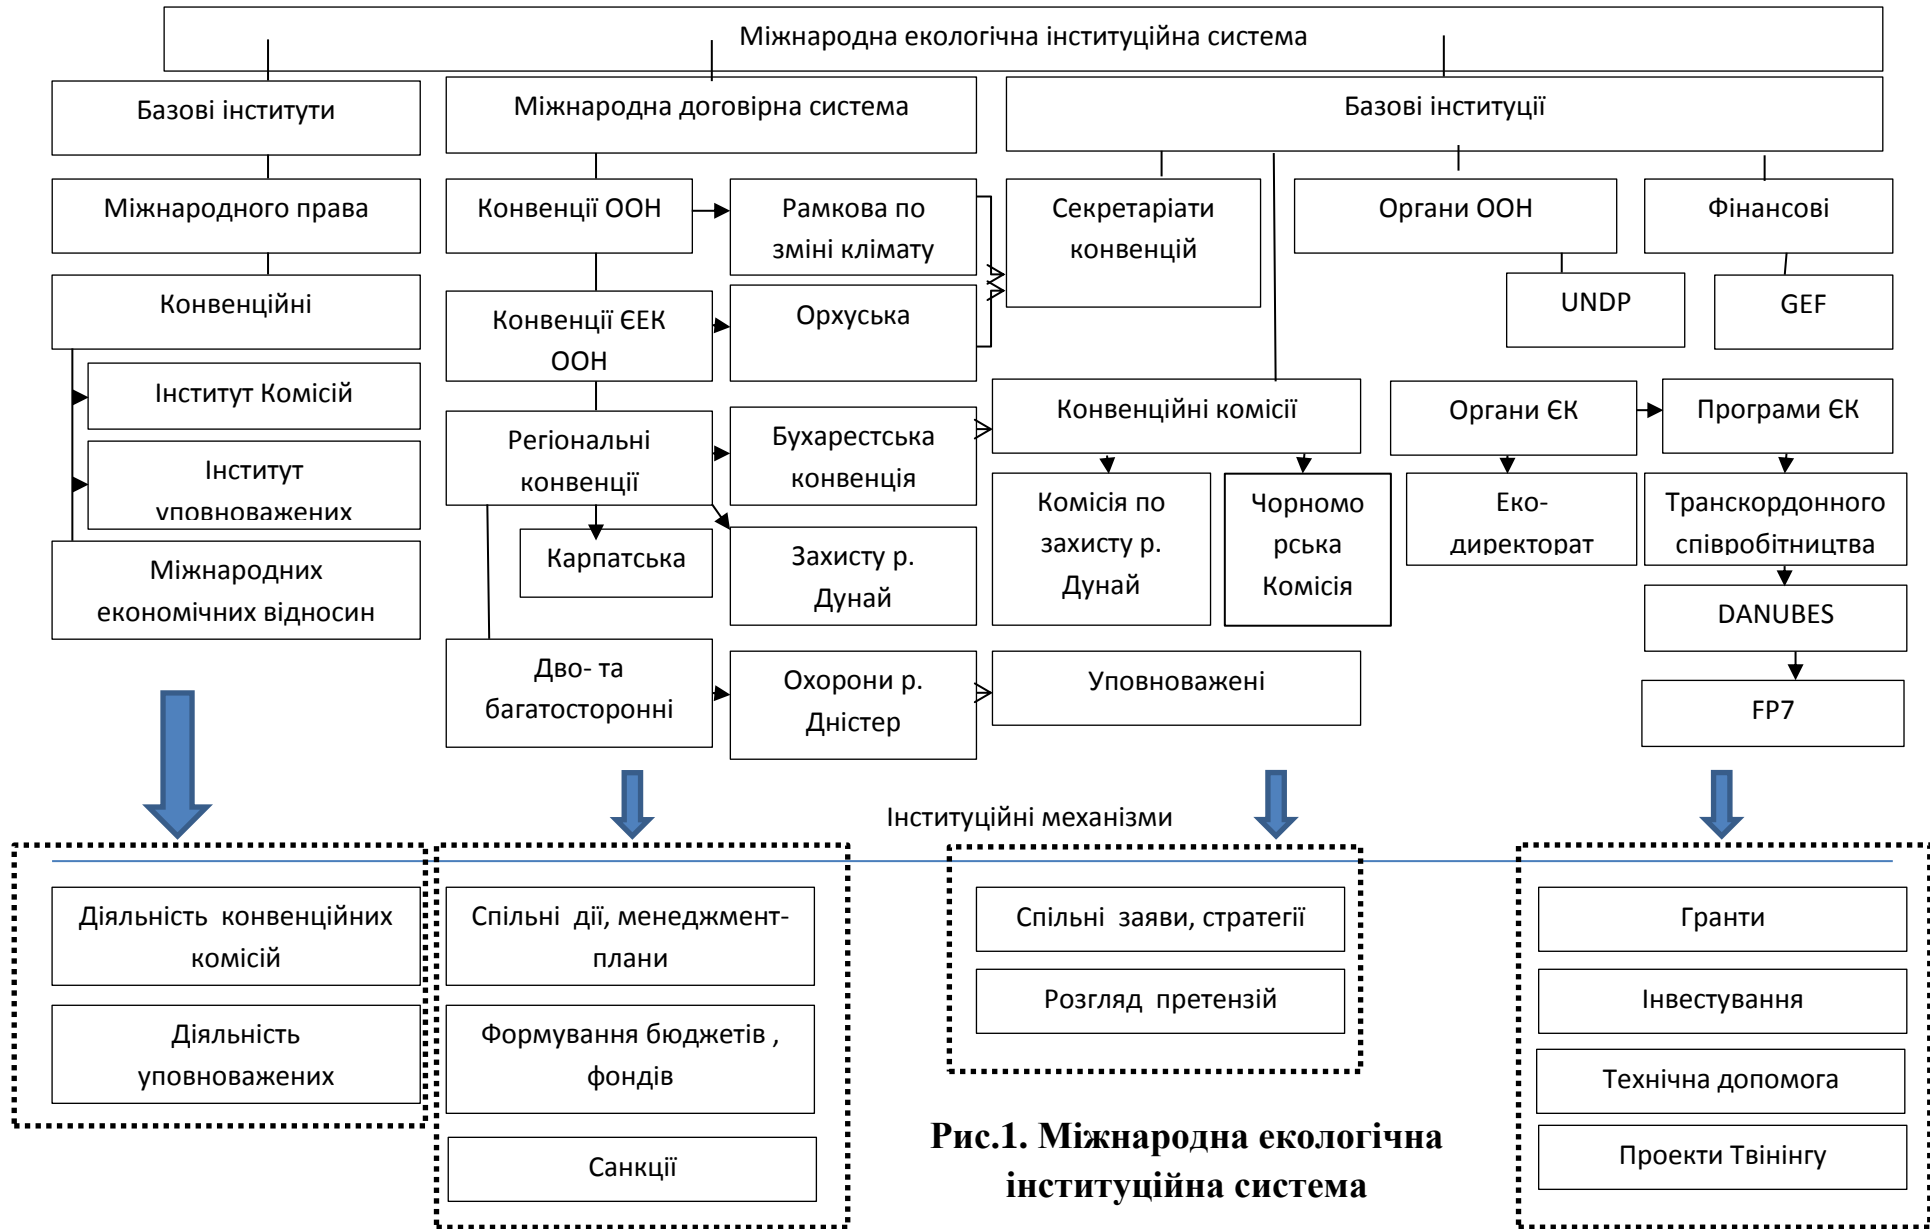 Міжнародна екологічна інституційна система
Базові інститути
Міжнародна договірна система
Базові інституції
Міжнародного права
Конвенції ООН
Рамкова по
зміні клімату
Секретаріати
конвенцій
Органи ООН
Фінансові
Конвенційні
Конвенції ЄЕК
ООН
Орхуська
UNDP
GEF
Інститут Комісій
Інститут
уповноважених
Регіональні
конвенції
Бухарестська
конвенція
Конвенційні комісії
Органи ЄК
Програми ЄК
Комісія по
захисту р.
Дунай
Чорномо
рська
Комісія
Еко-
директорат
Транскордонного
співробітництва
Міжнародних
економічних відносин
Карпатська
Захисту р.
Дунай
DANUBES
Дво- та
багатосторонні
Охорони р.
Дністер
Уповноважені
FP7
Інституційні механізми
Діяльність конвенційних
комісій
Діяльність
уповноважених
Спільні дії, менеджмент-
плани
Формування бюджетів ,
фондів
Санкції
Спільні заяви, стратегії
Розгляд претензій
Гранти
Інвестування
Технічна допомога
Проекти Твінінгу
Рис.1. Міжнародна екологічна
інституційна система